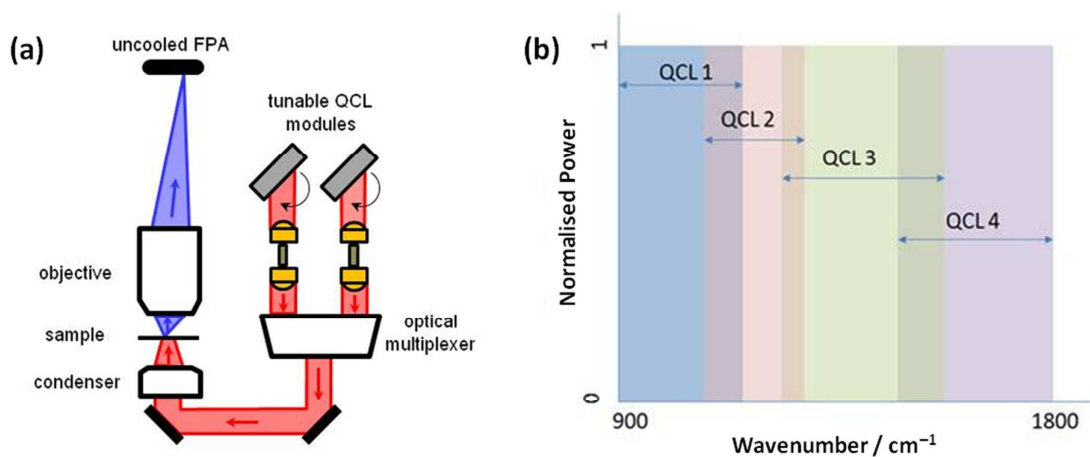 (a)
uncooled FPA
tunable QCL
modules
objective
sample
condenser
optical
multiplexer
(b)
1
QCL 1
QCL 2
QCL 3
QCL 4
Normalised Power
0
900
1800
Wavenumber / cm⁻¹